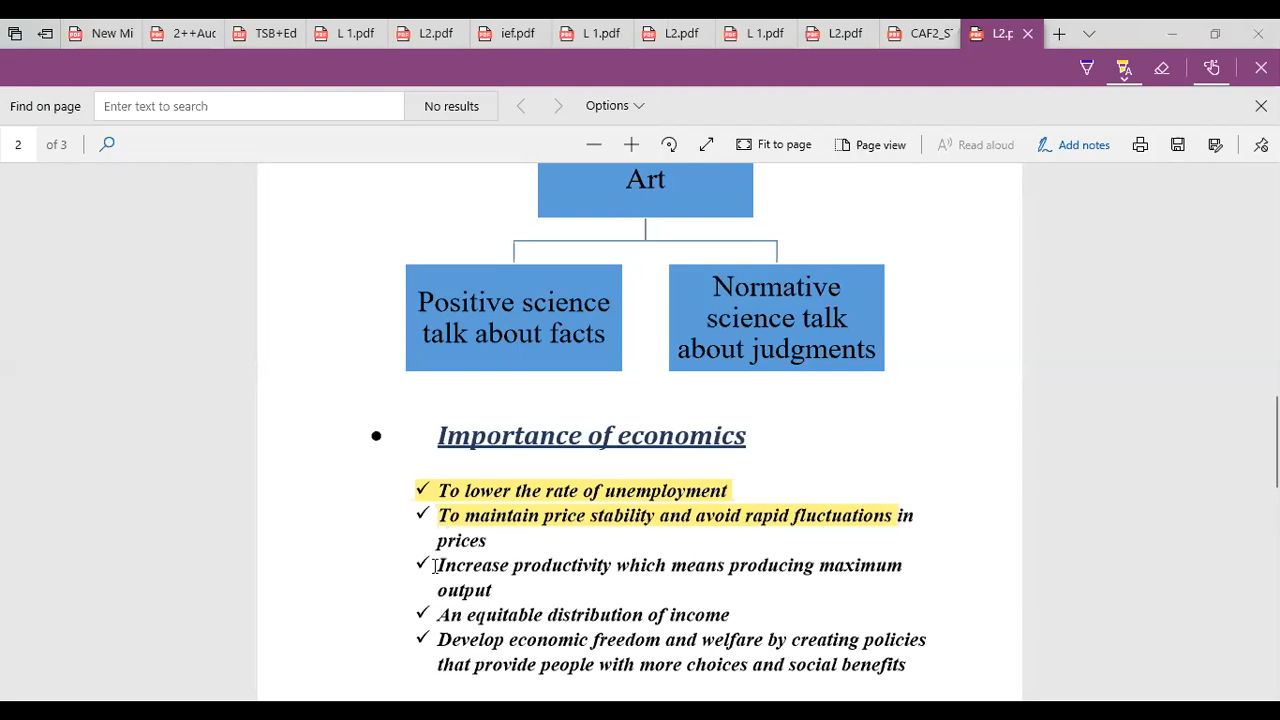 New Mi
2++Auc
TSB+Ed
L 1.pdf
L2.pdf
ief.pdf
L 1.pdf
L2.pdf
L 1.pdf
L2.pdf
CAF2_ST
L2.p
Find on page
Enter text to search
No results
Options
2 of 3
Fit to page
Page view
Read aloud
Add notes
Art
Positive science
talk about facts
Normative
science talk
about judgments
• Importance of economics
✓ To lower the rate of unemployment
✓ To maintain price stability and avoid rapid fluctuations in
prices
✓ Increase productivity which means producing maximum
output
✓ An equitable distribution of income
✓ Develop economic freedom and welfare by creating policies
that provide people with more choices and social benefits